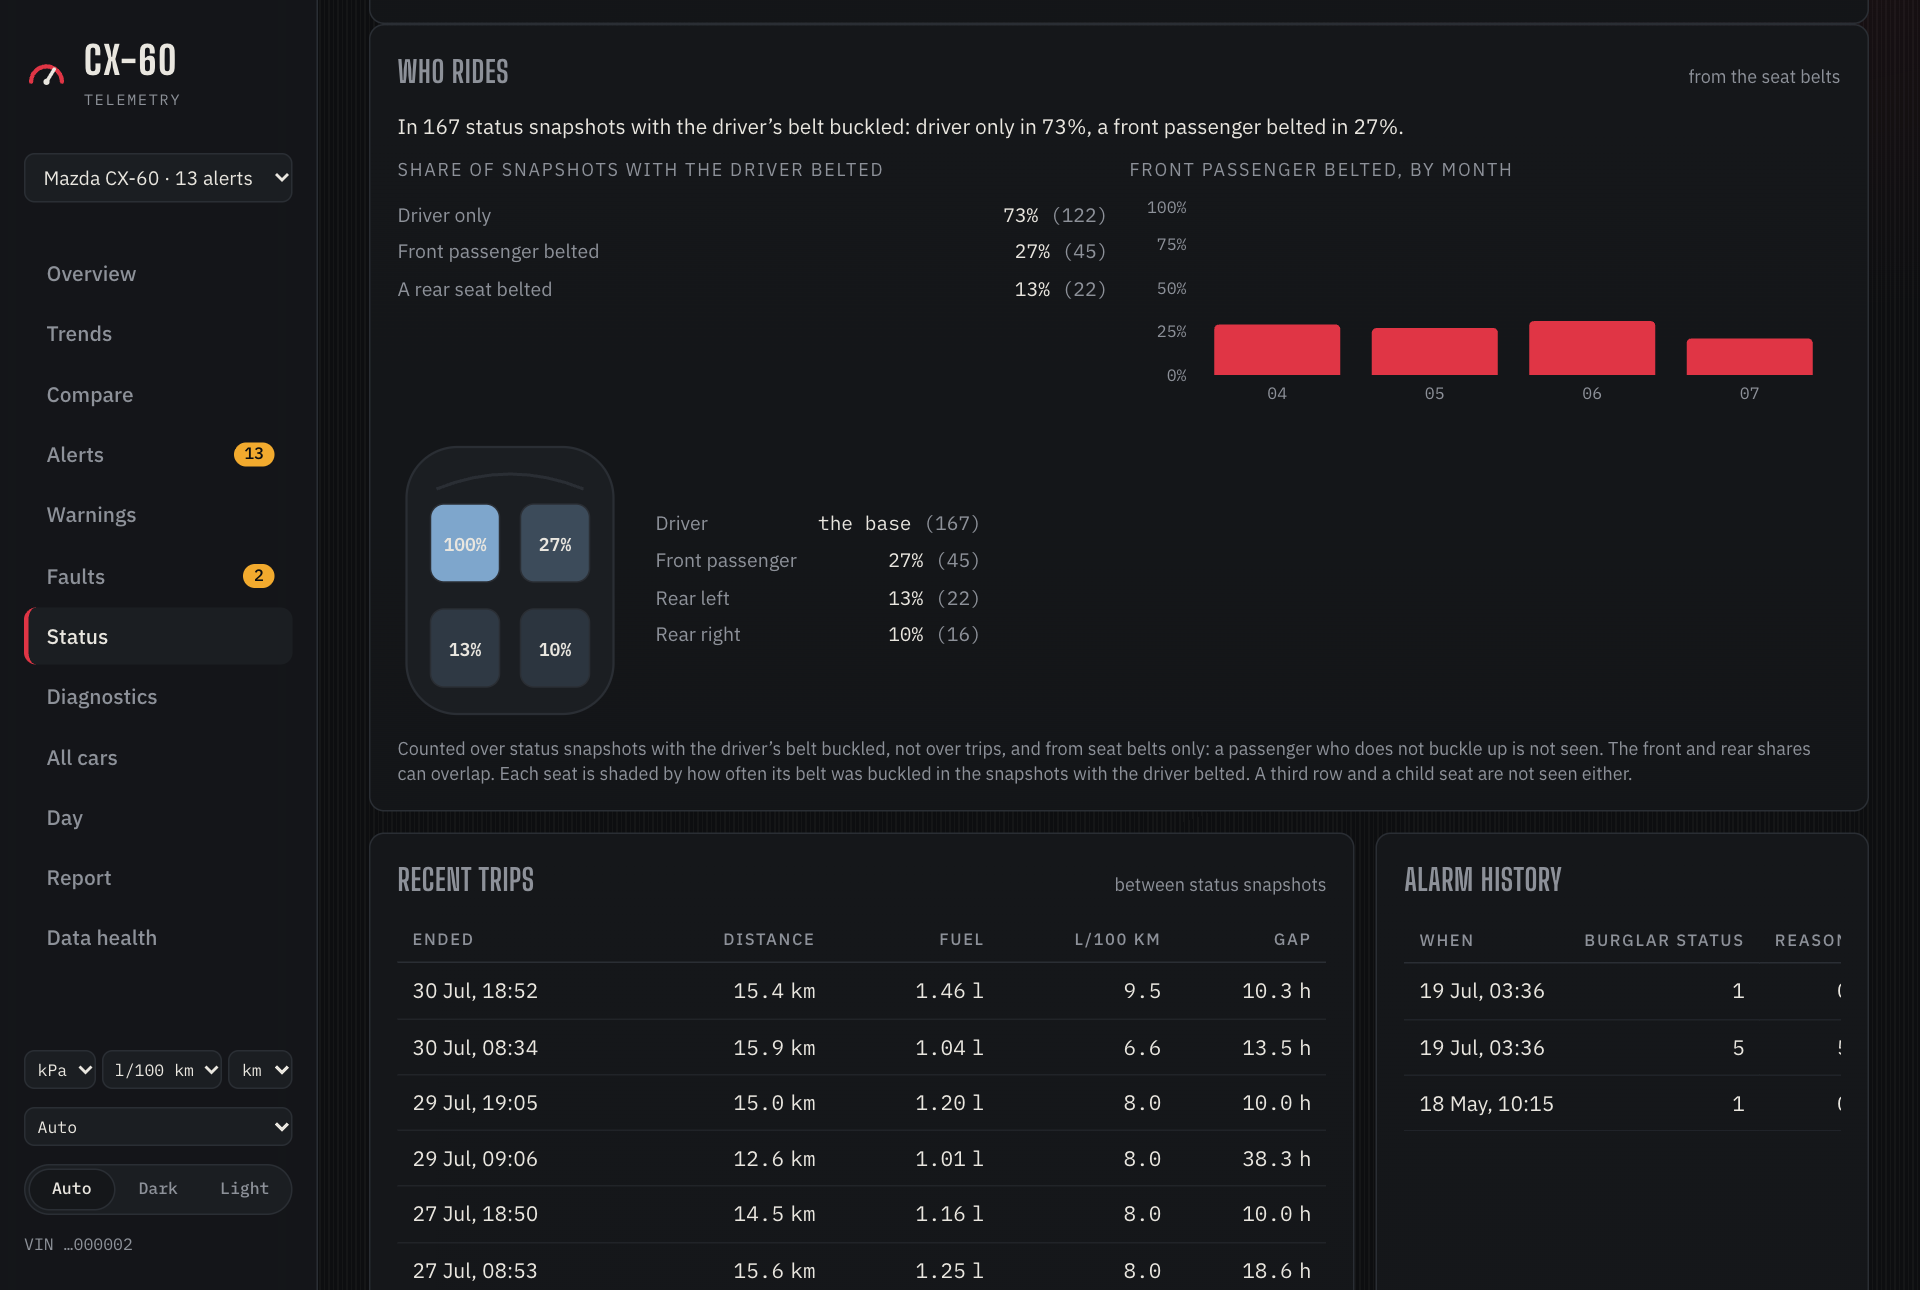 CX-60
TELEMETRY
Mazda CX-60 · 13 alerts
Overview
Trends
Compare
Alerts 13
Warnings
Faults 2
Status
Diagnostics
All cars
Day
Report
Data health
kPa l/100 km km
Auto
Auto Dark Light
VIN …000002
WHO RIDES from the seat belts
In 167 status snapshots with the driver’s belt buckled: driver only in 73%, a front passenger belted in 27%.
SHARE OF SNAPSHOTS WITH THE DRIVER BELTED
Driver only 73% (122)
Front passenger belted 27% (45)
A rear seat belted 13% (22)
FRONT PASSENGER BELTED, BY MONTH
100%
75%
50%
25%
0%
04 05 06 07
100% 27%
13% 10%
Driver the base (167)
Front passenger 27% (45)
Rear left 13% (22)
Rear right 10% (16)
Counted over status snapshots with the driver’s belt buckled, not over trips, and from seat belts only: a passenger who does not buckle up is not seen. The front and rear shares
can overlap. Each seat is shaded by how often its belt was buckled in the snapshots with the driver belted. A third row and a child seat are not seen either.
RECENT TRIPS between status snapshots
ENDED DISTANCE FUEL L/100 KM GAP
30 Jul, 18:52 15.4 km 1.46 l 9.5 10.3 h
30 Jul, 08:34 15.9 km 1.04 l 6.6 13.5 h
29 Jul, 19:05 15.0 km 1.20 l 8.0 10.0 h
29 Jul, 09:06 12.6 km 1.01 l 8.0 38.3 h
27 Jul, 18:50 14.5 km 1.16 l 8.0 10.0 h
27 Jul, 08:53 15.6 km 1.25 l 8.0 18.6 h
ALARM HISTORY
WHEN BURGLAR STATUS REASON
19 Jul, 03:36 1
19 Jul, 03:36 5
18 May, 10:15 1